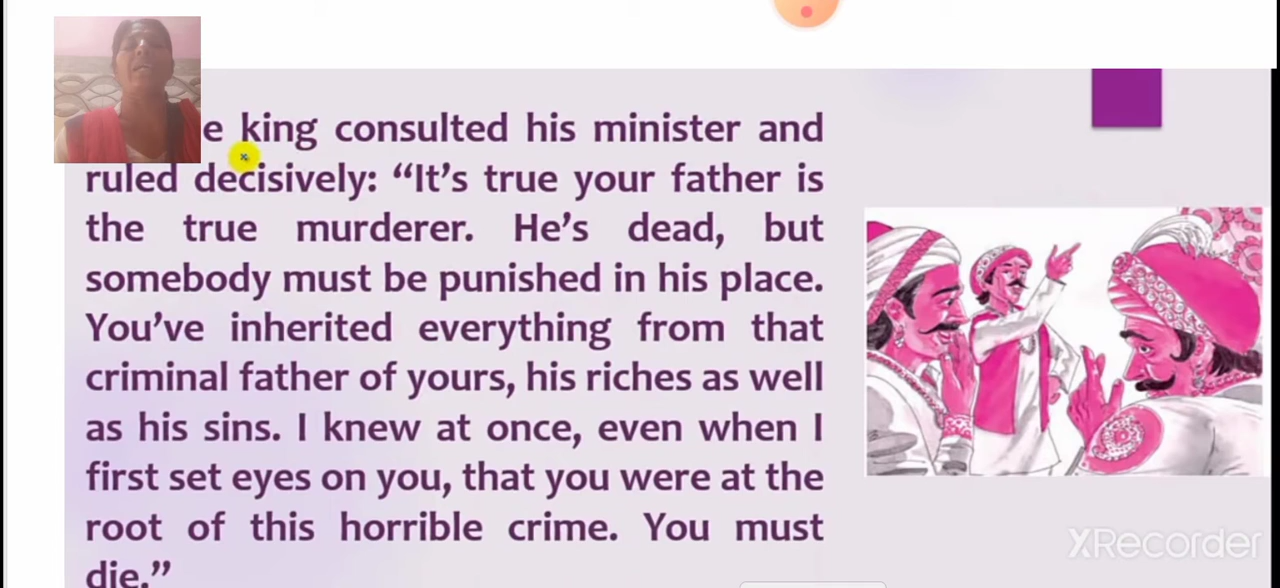 e king consulted his minister and
ruled decisively: “It’s true your father is
the true murderer. He’s dead, but
somebody must be punished in his place.
You’ve inherited everything from that
criminal father of yours, his riches as well
as his sins. I knew at once, even when I
first set eyes on you, that you were at the
root of this horrible crime. You must
die.”
XRecorder